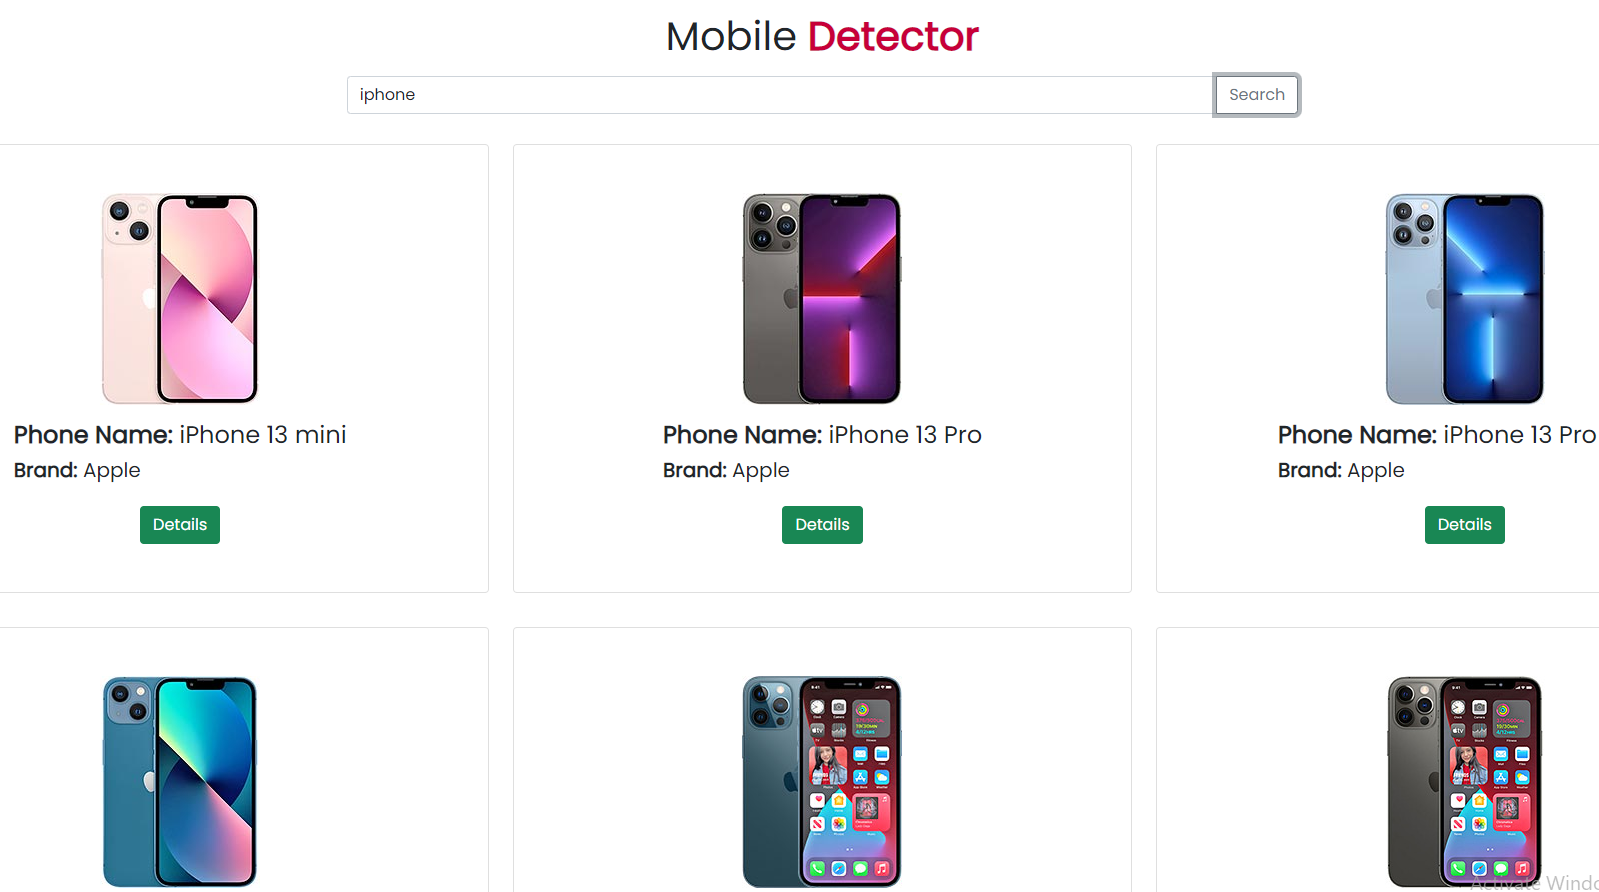 Mobile Detector
iphone
Search
Phone Name: iPhone 13 mini
Brand: Apple
Details
Phone Name: iPhone 13 Pro
Brand: Apple
Details
Phone Name: iPhone 13 Pro
Brand: Apple
Details
Activate Windo